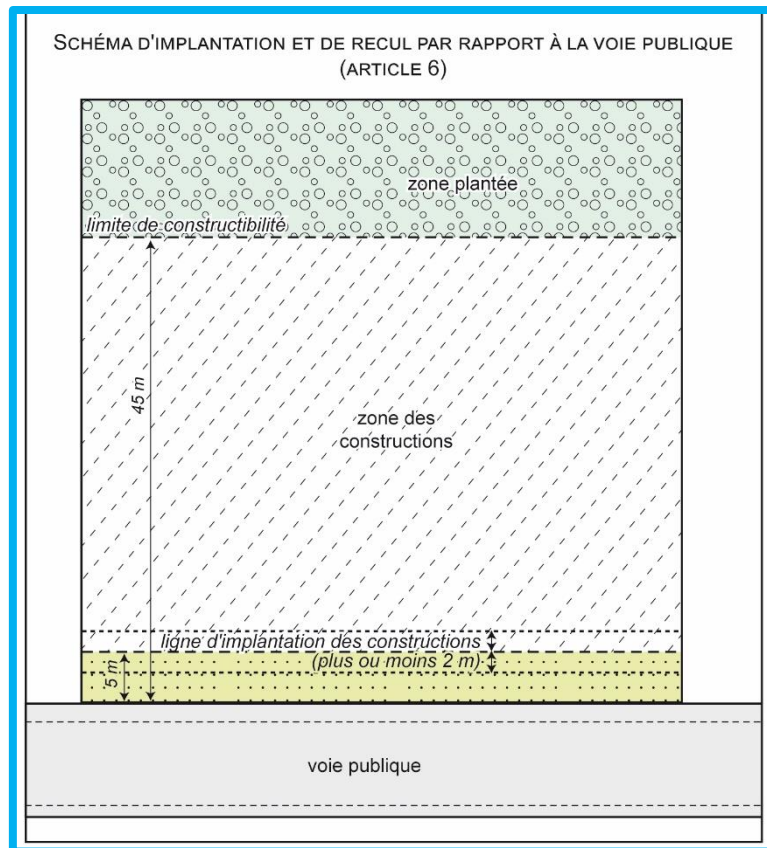 SCHÉMA D'IMPLANTATION ET DE RECUL PAR RAPPORT À LA VOIE PUBLIQUE
(ARTICLE 6)
zone plantée
limite de constructibilité
45 m
zone des
constructions
ligne d'implantation des constructions
(plus ou moins 2 m)
5 m
voie publique